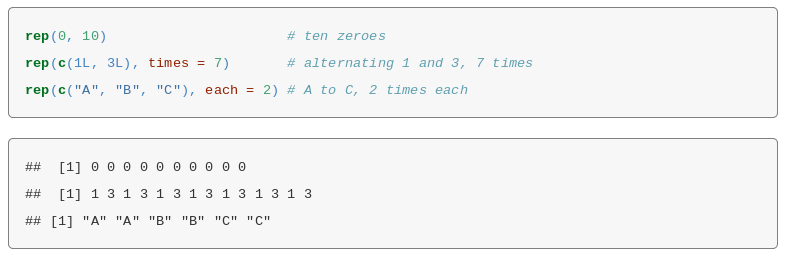 rep(0, 10)                      # ten zeroes
rep(c(1L, 3L), times = 7)       # alternating 1 and 3, 7 times
rep(c("A", "B", "C"), each = 2) # A to C, 2 times each
##  [1] 0 0 0 0 0 0 0 0 0 0
##  [1] 1 3 1 3 1 3 1 3 1 3 1 3 1 3
## [1] "A" "A" "B" "B" "C" "C"